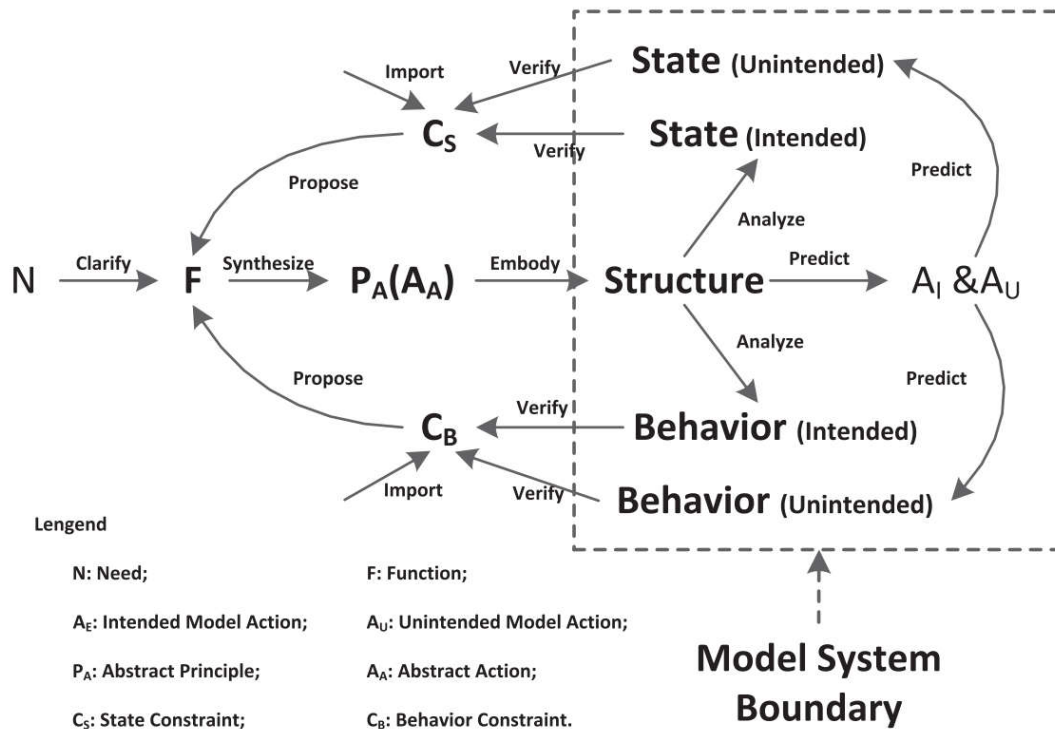 State (Unintended)
Import
Verify
C_S
State (Intended)
Verify
Propose
Predict
Analyze
N
Clarify
F
Synthesize
P_A(A_A)
Embody
Structure
Predict
A_I &A_U
Analyze
Propose
Predict
Verify
C_B
Behavior (Intended)
Import
Verify
Behavior (Unintended)
Lengend
N: Need;
F: Function;
A_E: Intended Model Action;
A_U: Unintended Model Action;
P_A: Abstract Principle;
A_A: Abstract Action;
C_S: State Constraint;
C_B: Behavior Constraint.
Model System
Boundary